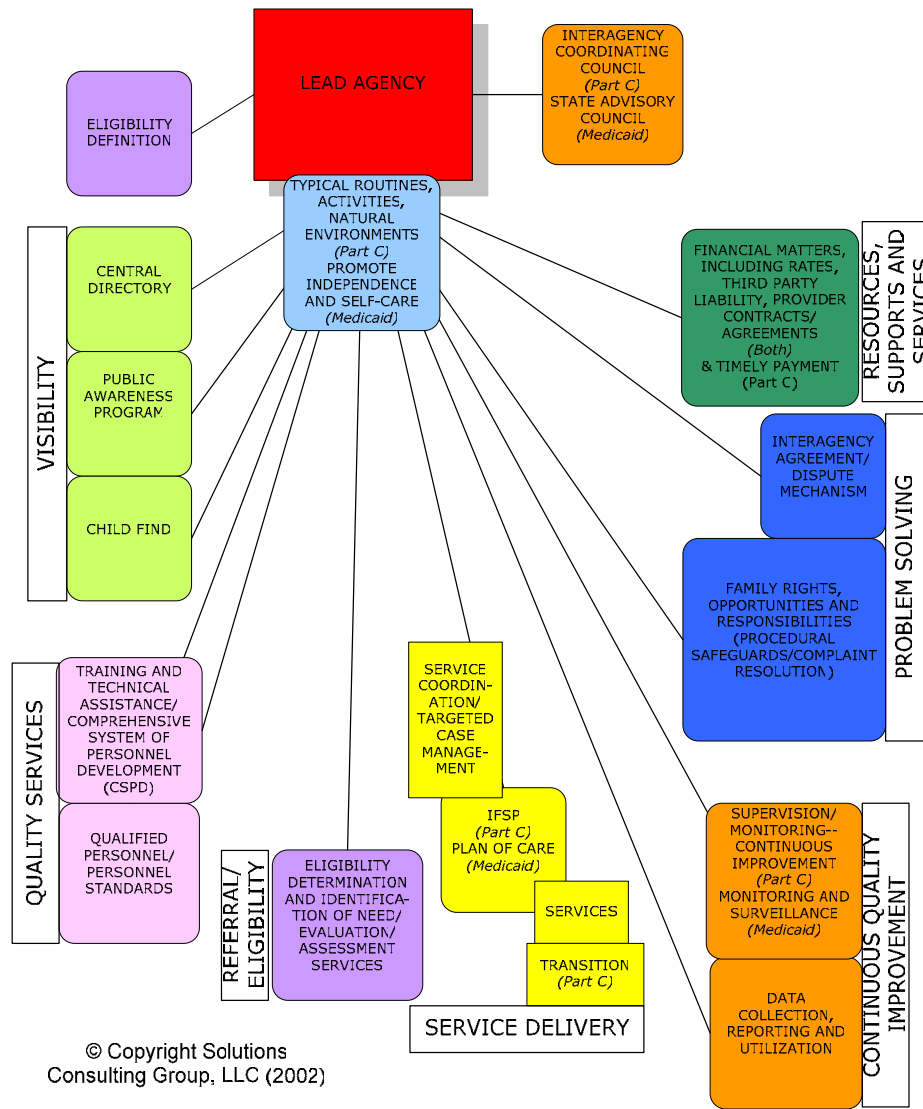 LEAD AGENCY
INTERAGENCY
COORDINATING
COUNCIL
(Part C)
STATE ADVISORY
COUNCIL
(Medicaid)
ELIGIBILITY
DEFINITION
TYPICAL ROUTINES,
ACTIVITIES,
NATURAL
ENVIRONMENTS
(Part C)
PROMOTE
INDEPENDENCE
AND SELF-CARE
(Medicaid)
VISIBILITY
CENTRAL
DIRECTORY
PUBLIC
AWARENESS
PROGRAM
CHILD FIND
FINANCIAL MATTERS,
INCLUDING RATES,
THIRD PARTY
LIABILITY, PROVIDER
CONTRACTS/
AGREEMENTS
(Both)
& TIMELY PAYMENT
(Part C)
RESOURCES,
SUPPORTS AND
SERVICES
INTERAGENCY
AGREEMENT/
DISPUTE
MECHANISM
FAMILY RIGHTS,
OPPORTUNITIES AND
RESPONSIBILITIES
(PROCEDURAL
SAFEGUARDS/COMPLAINT
RESOLUTION)
PROBLEM SOLVING
QUALITY SERVICES
TRAINING AND
TECHNICAL
ASSISTANCE/
COMPREHENSIVE
SYSTEM OF
PERSONNEL
DEVELOPMENT
(CSPD)
QUALIFIED
PERSONNEL/
PERSONNEL
STANDARDS
REFERRAL/
ELIGIBILITY
ELIGIBILITY
DETERMINATION
AND IDENTIFICA-
TION OF NEED/
EVALUATION/
ASSESSMENT
SERVICES
SERVICE
COORDIN-
ATION/
TARGETED
CASE
MANAGE-
MENT
IFSP
(Part C)
PLAN OF CARE
(Medicaid)
SERVICES
TRANSITION
(Part C)
SERVICE DELIVERY
SUPERVISION/
MONITORING--
CONTINUOUS
IMPROVEMENT
(Part C)
MONITORING AND
SURVEILLANCE
(Medicaid)
DATA
COLLECTION,
REPORTING AND
UTILIZATION
CONTINUOUS QUALITY
IMPROVEMENT
© Copyright Solutions
Consulting Group, LLC (2002)